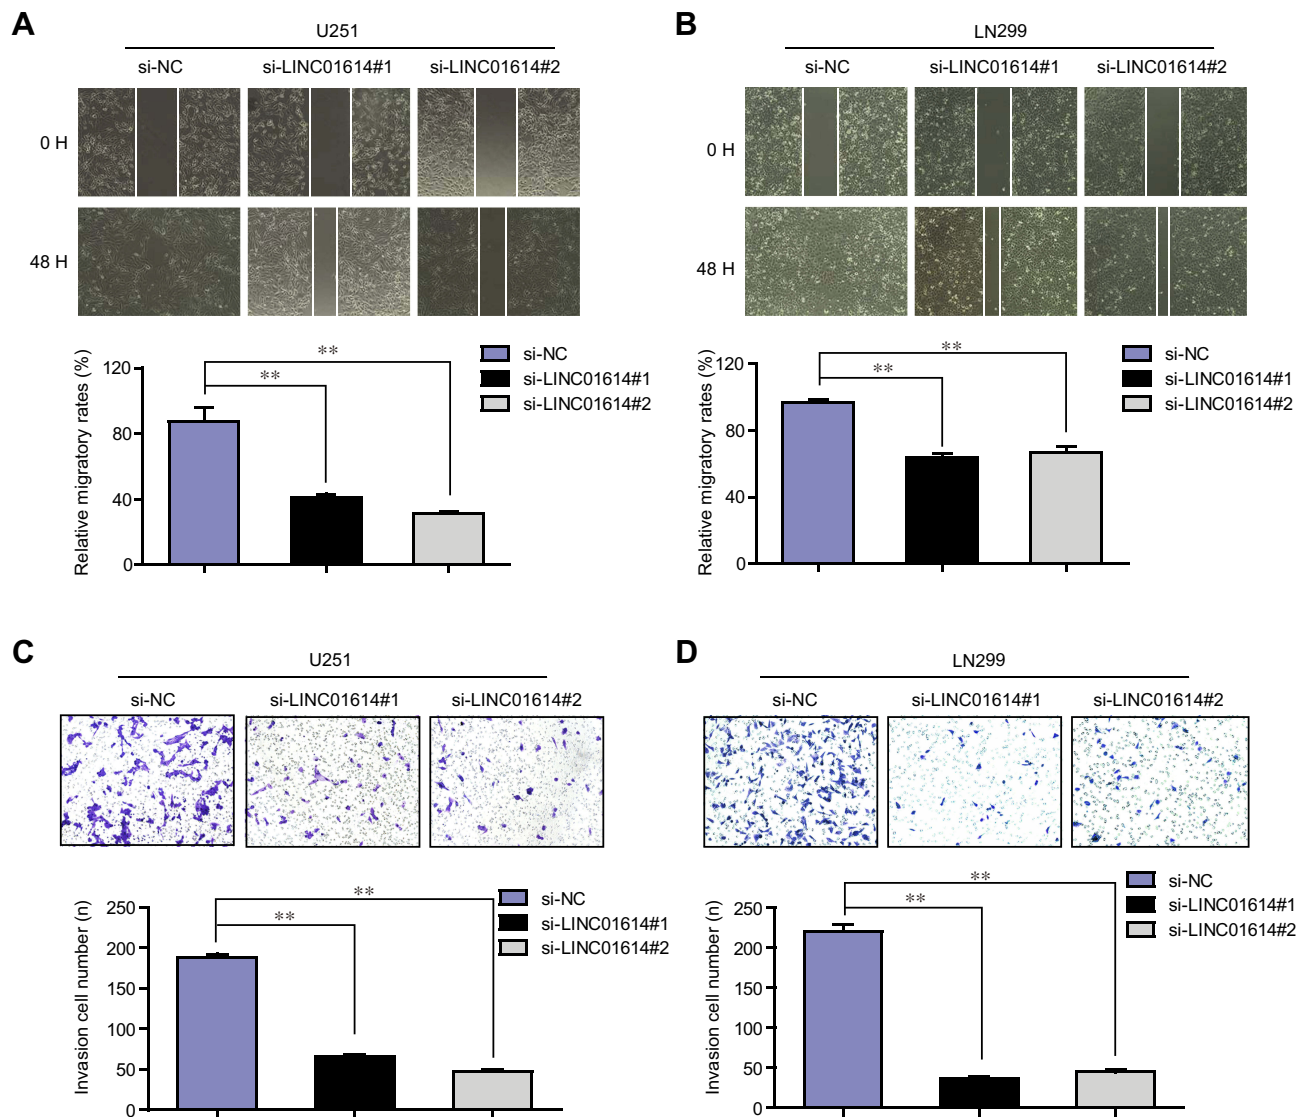 A
U251
si-NC si-LINC01614#1 si-LINC01614#2
0 H
48 H
Relative migratory rates (%)
120
80
40
0
**
**
si-NC
si-LINC01614#1
si-LINC01614#2
B
LN299
si-NC si-LINC01614#1 si-LINC01614#2
0 H
48 H
Relative migratory rates (%)
120
80
40
0
**
**
si-NC
si-LINC01614#1
si-LINC01614#2
C
U251
si-NC si-LINC01614#1 si-LINC01614#2
Invasion cell number (n)
250
200
150
100
50
0
**
**
si-NC
si-LINC01614#1
si-LINC01614#2
D
LN299
si-NC si-LINC01614#1 si-LINC01614#2
Invasion cell number (n)
250
200
150
100
50
0
**
**
si-NC
si-LINC01614#1
si-LINC01614#2